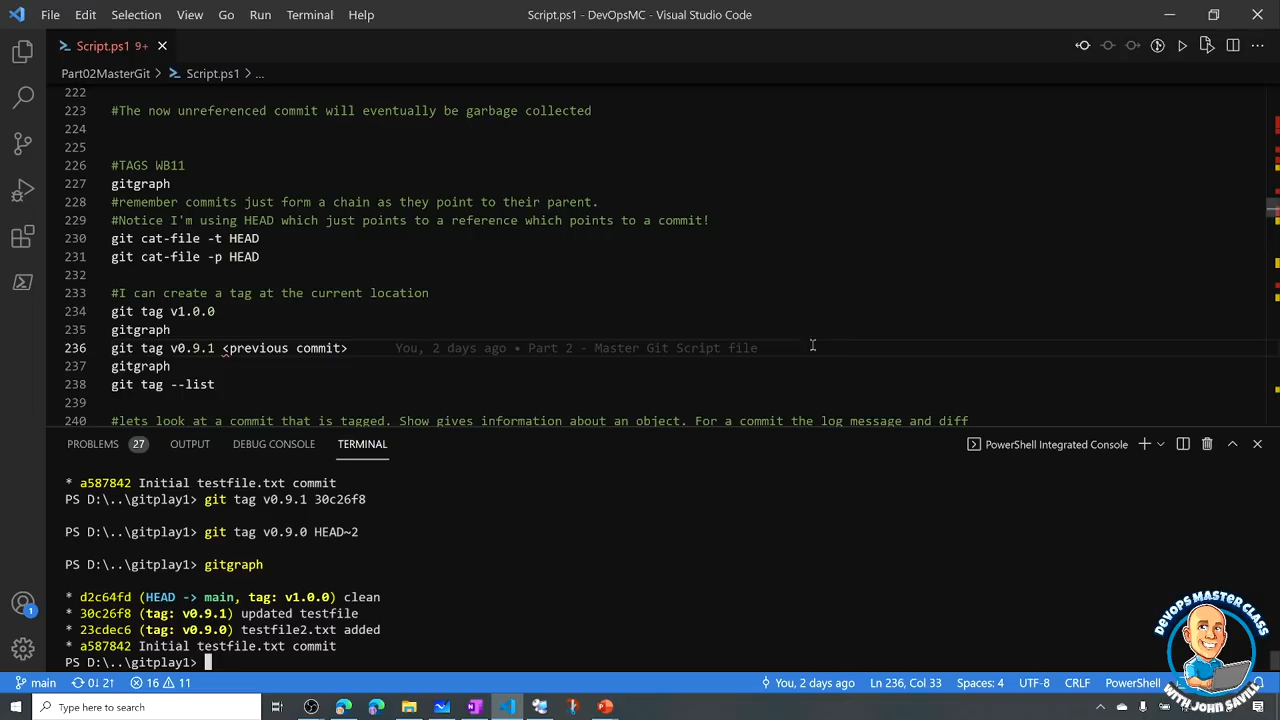 File Edit Selection View Go Run Terminal Help Script.ps1 - DevOpsMC - Visual Studio Code
Script.ps1 9+
Part02MasterGit > Script.ps1 > ...
222
223 #The now unreferenced commit will eventually be garbage collected
224
225
226 #TAGS WB11
227 gitgraph
228 #remember commits just form a chain as they point to their parent.
229 #Notice I'm using HEAD which just points to a reference which points to a commit!
230 git cat-file -t HEAD
231 git cat-file -p HEAD
232
233 #I can create a tag at the current location
234 git tag v1.0.0
235 gitgraph
236 git tag v0.9.1 <previous commit> You, 2 days ago • Part 2 - Master Git Script file
237 gitgraph
238 git tag --list
239
240 #lets look at a commit that is tagged. Show gives information about an object. For a commit the log message and diff
PROBLEMS 27 OUTPUT DEBUG CONSOLE TERMINAL PowerShell Integrated Console
* a587842 Initial testfile.txt commit
PS D:\..\gitplay1> git tag v0.9.1 30c26f8
PS D:\..\gitplay1> git tag v0.9.0 HEAD~2
PS D:\..\gitplay1> gitgraph
* d2c64fd (HEAD -> main, tag: v1.0.0) clean
* 30c26f8 (tag: v0.9.1) updated testfile
* 23cdec6 (tag: v0.9.0) testfile2.txt added
* a587842 Initial testfile.txt commit
PS D:\..\gitplay1>
DEVOPS MASTER CLASS
WITH JOHN SAVILL
1
main 0↓ 2↑ 16 11 You, 2 days ago Ln 236, Col 33 Spaces: 4 UTF-8 CRLF PowerShell
Type here to search